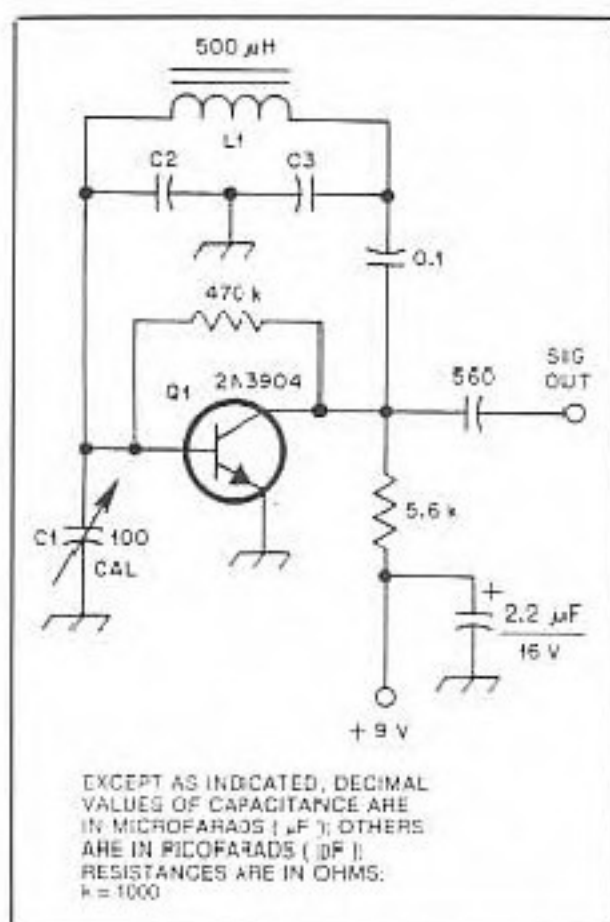 500 µH
L1
C2 C3
0.1
470 k
Q1 2N3904
560
SIG
OUT
5.6 k
C1 100
CAL
+
2.2 µF
16 V
+ 9 V
EXCEPT AS INDICATED, DECIMAL
VALUES OF CAPACITANCE ARE
IN MICROFARADS ( µF ); OTHERS
ARE IN PICOFARADS ( pF );
RESISTANCES ARE IN OHMS;
k = 1000